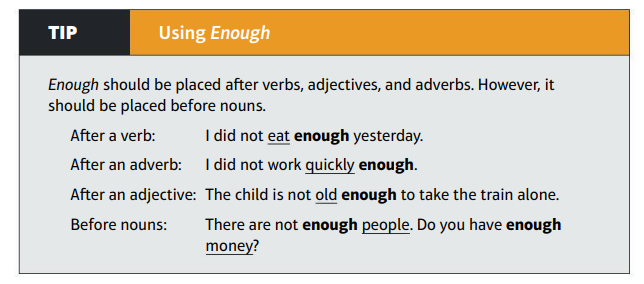 TIP Using Enough
Enough should be placed after verbs, adjectives, and adverbs. However, it
should be placed before nouns.
After a verb: I did not eat enough yesterday.
After an adverb: I did not work quickly enough.
After an adjective: The child is not old enough to take the train alone.
Before nouns: There are not enough people. Do you have enough
money?